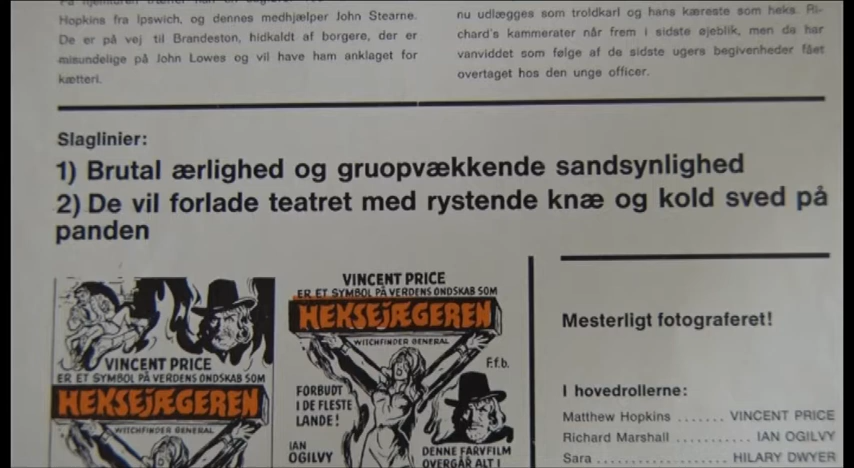 Hopkins fra Ipswich, og dennes medhjælper John Stearne.
De er på vej til Brandeston, hidkaldt af borgere, der er
misundelige på John Lowes og vil have ham anklaget for
kætteri.
nu udlægges som troldkarl og hans kæreste som heks. Ri-
chard's kammerater når frem i sidste øjeblik, men da har
vanviddet som følge af de sidste ugers begivenheder fået
overtaget hos den unge officer.
Slaglinier:
1) Brutal ærlighed og gruopvækkende sandsynlighed
2) De vil forlade teatret med rystende knæ og kold sved på
panden
VINCENT PRICE
ER ET SYMBOL PÅ VERDENS ONDSKAB SOM
HEKSEJÆGEREN
WITCHFINDER GENERAL
VINCENT PRICE
ER ET SYMBOL PÅ VERDENS ONDSKAB SOM
HEKSEJÆGEREN
WITCHFINDER GENERAL
F.f.b.
FORBUDT
I DE FLESTE
LANDE!
IAN
OGILVY
DENNE FARVFILM
OVERGÅR ALT I
Mesterligt fotograferet!
I hovedrollerne:
Matthew Hopkins ....... VINCENT PRICE
Richard Marshall .......... IAN OGILVY
Sara ................... HILARY DWYER